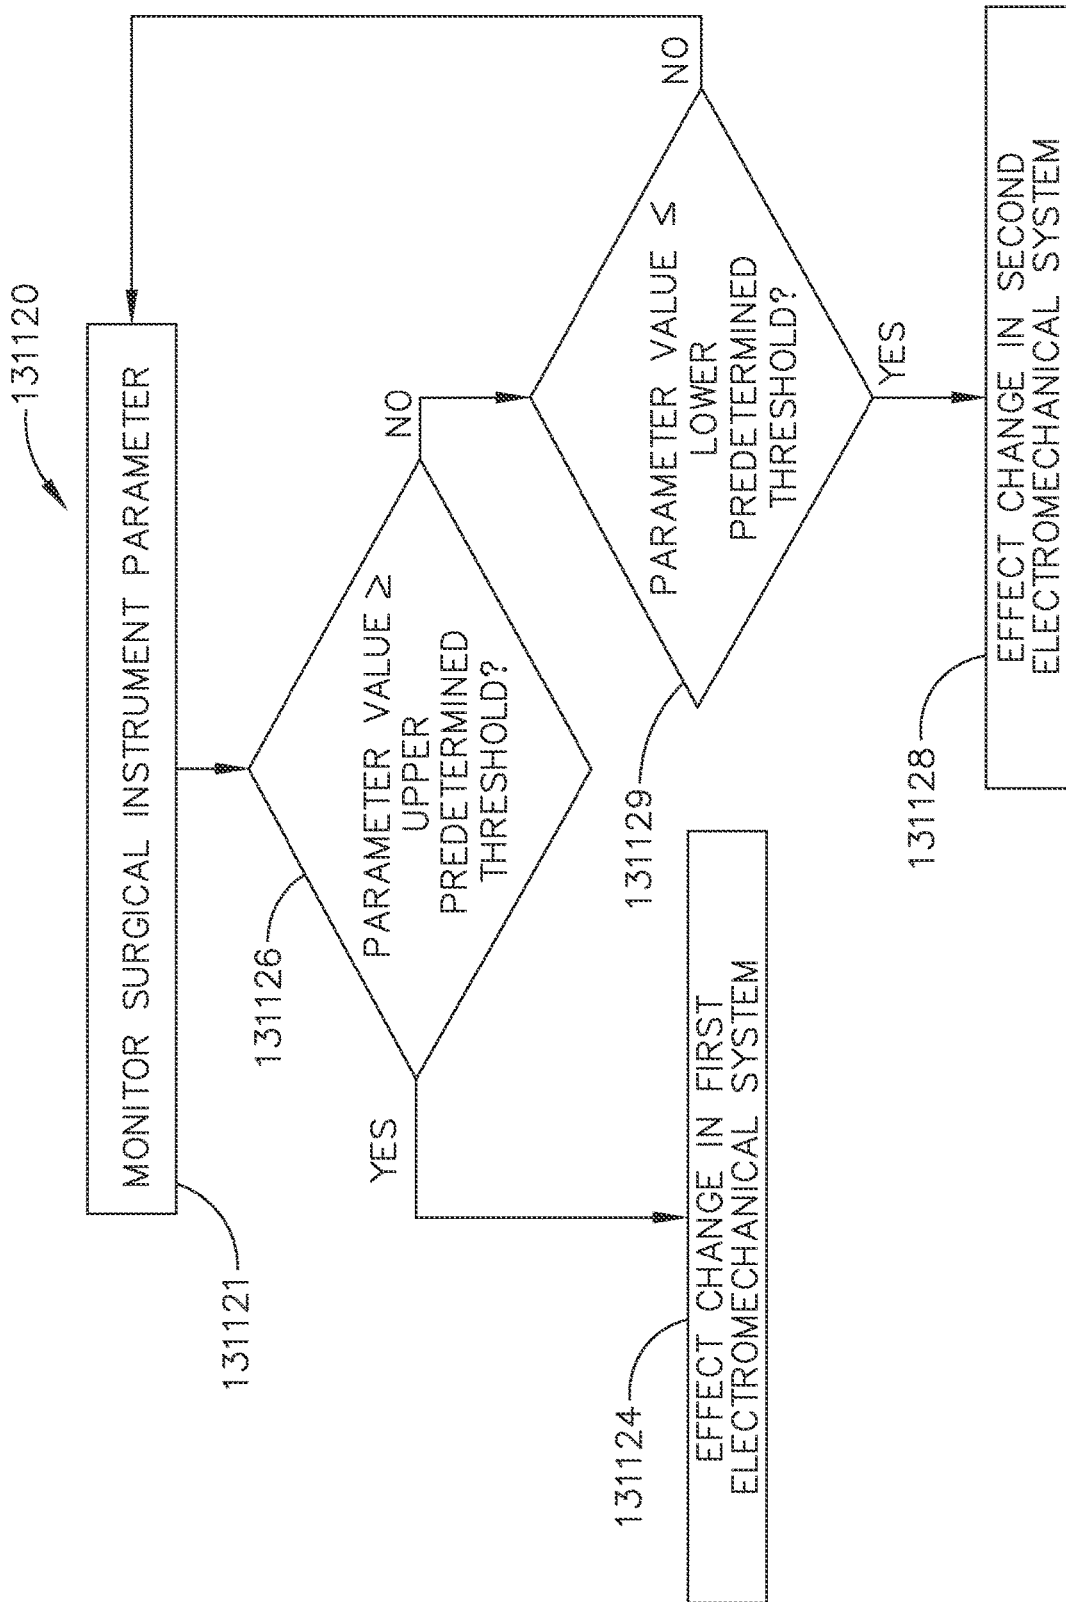 131120
MONITOR SURGICAL INSTRUMENT PARAMETER
131121
131126
PARAMETER VALUE ≥
UPPER
PREDETERMINED
THRESHOLD?
YES
NO
131124
EFFECT CHANGE IN FIRST
ELECTROMECHANICAL SYSTEM
131129
PARAMETER VALUE ≤
LOWER
PREDETERMINED
THRESHOLD?
NO
YES
131128
EFFECT CHANGE IN SECOND
ELECTROMECHANICAL SYSTEM